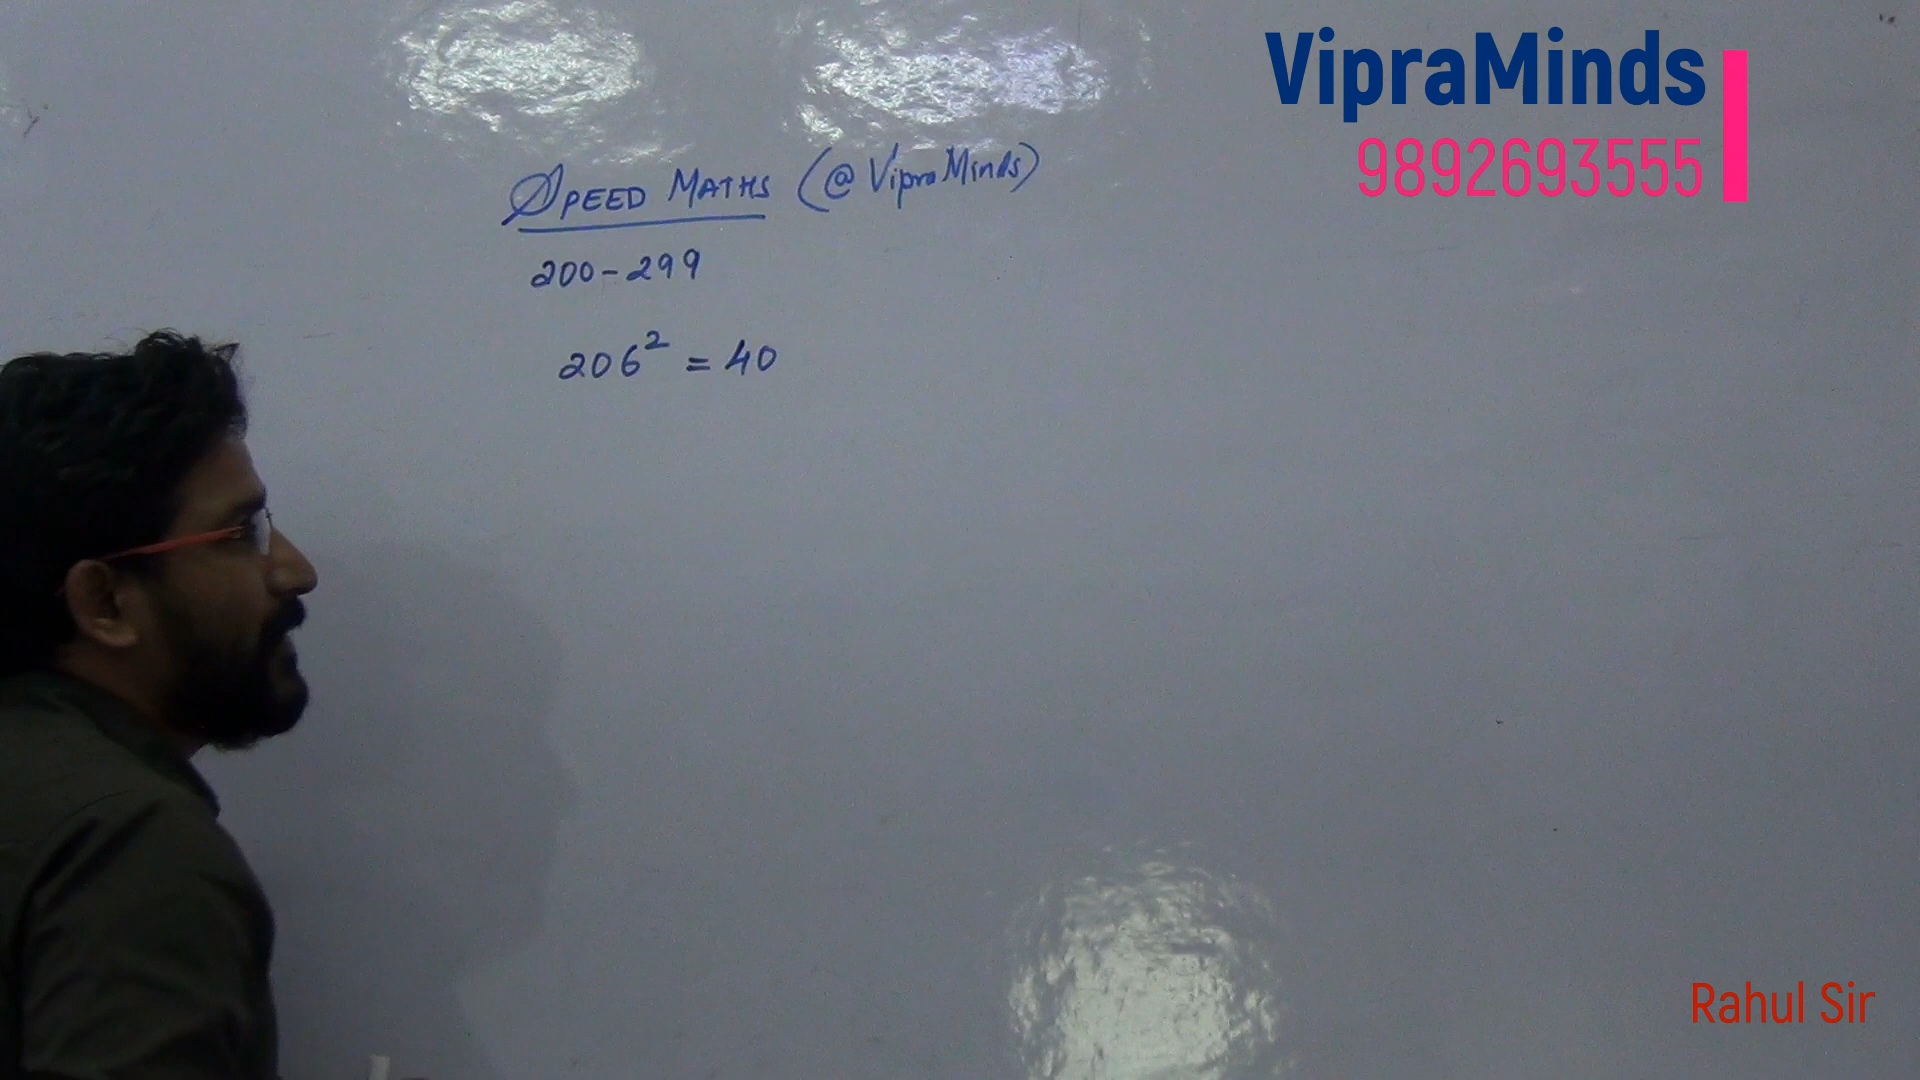 VipraMinds
9892693555
SPEED MATHS (@VipraMinds)
200-299
206² = 40
Rahul Sir